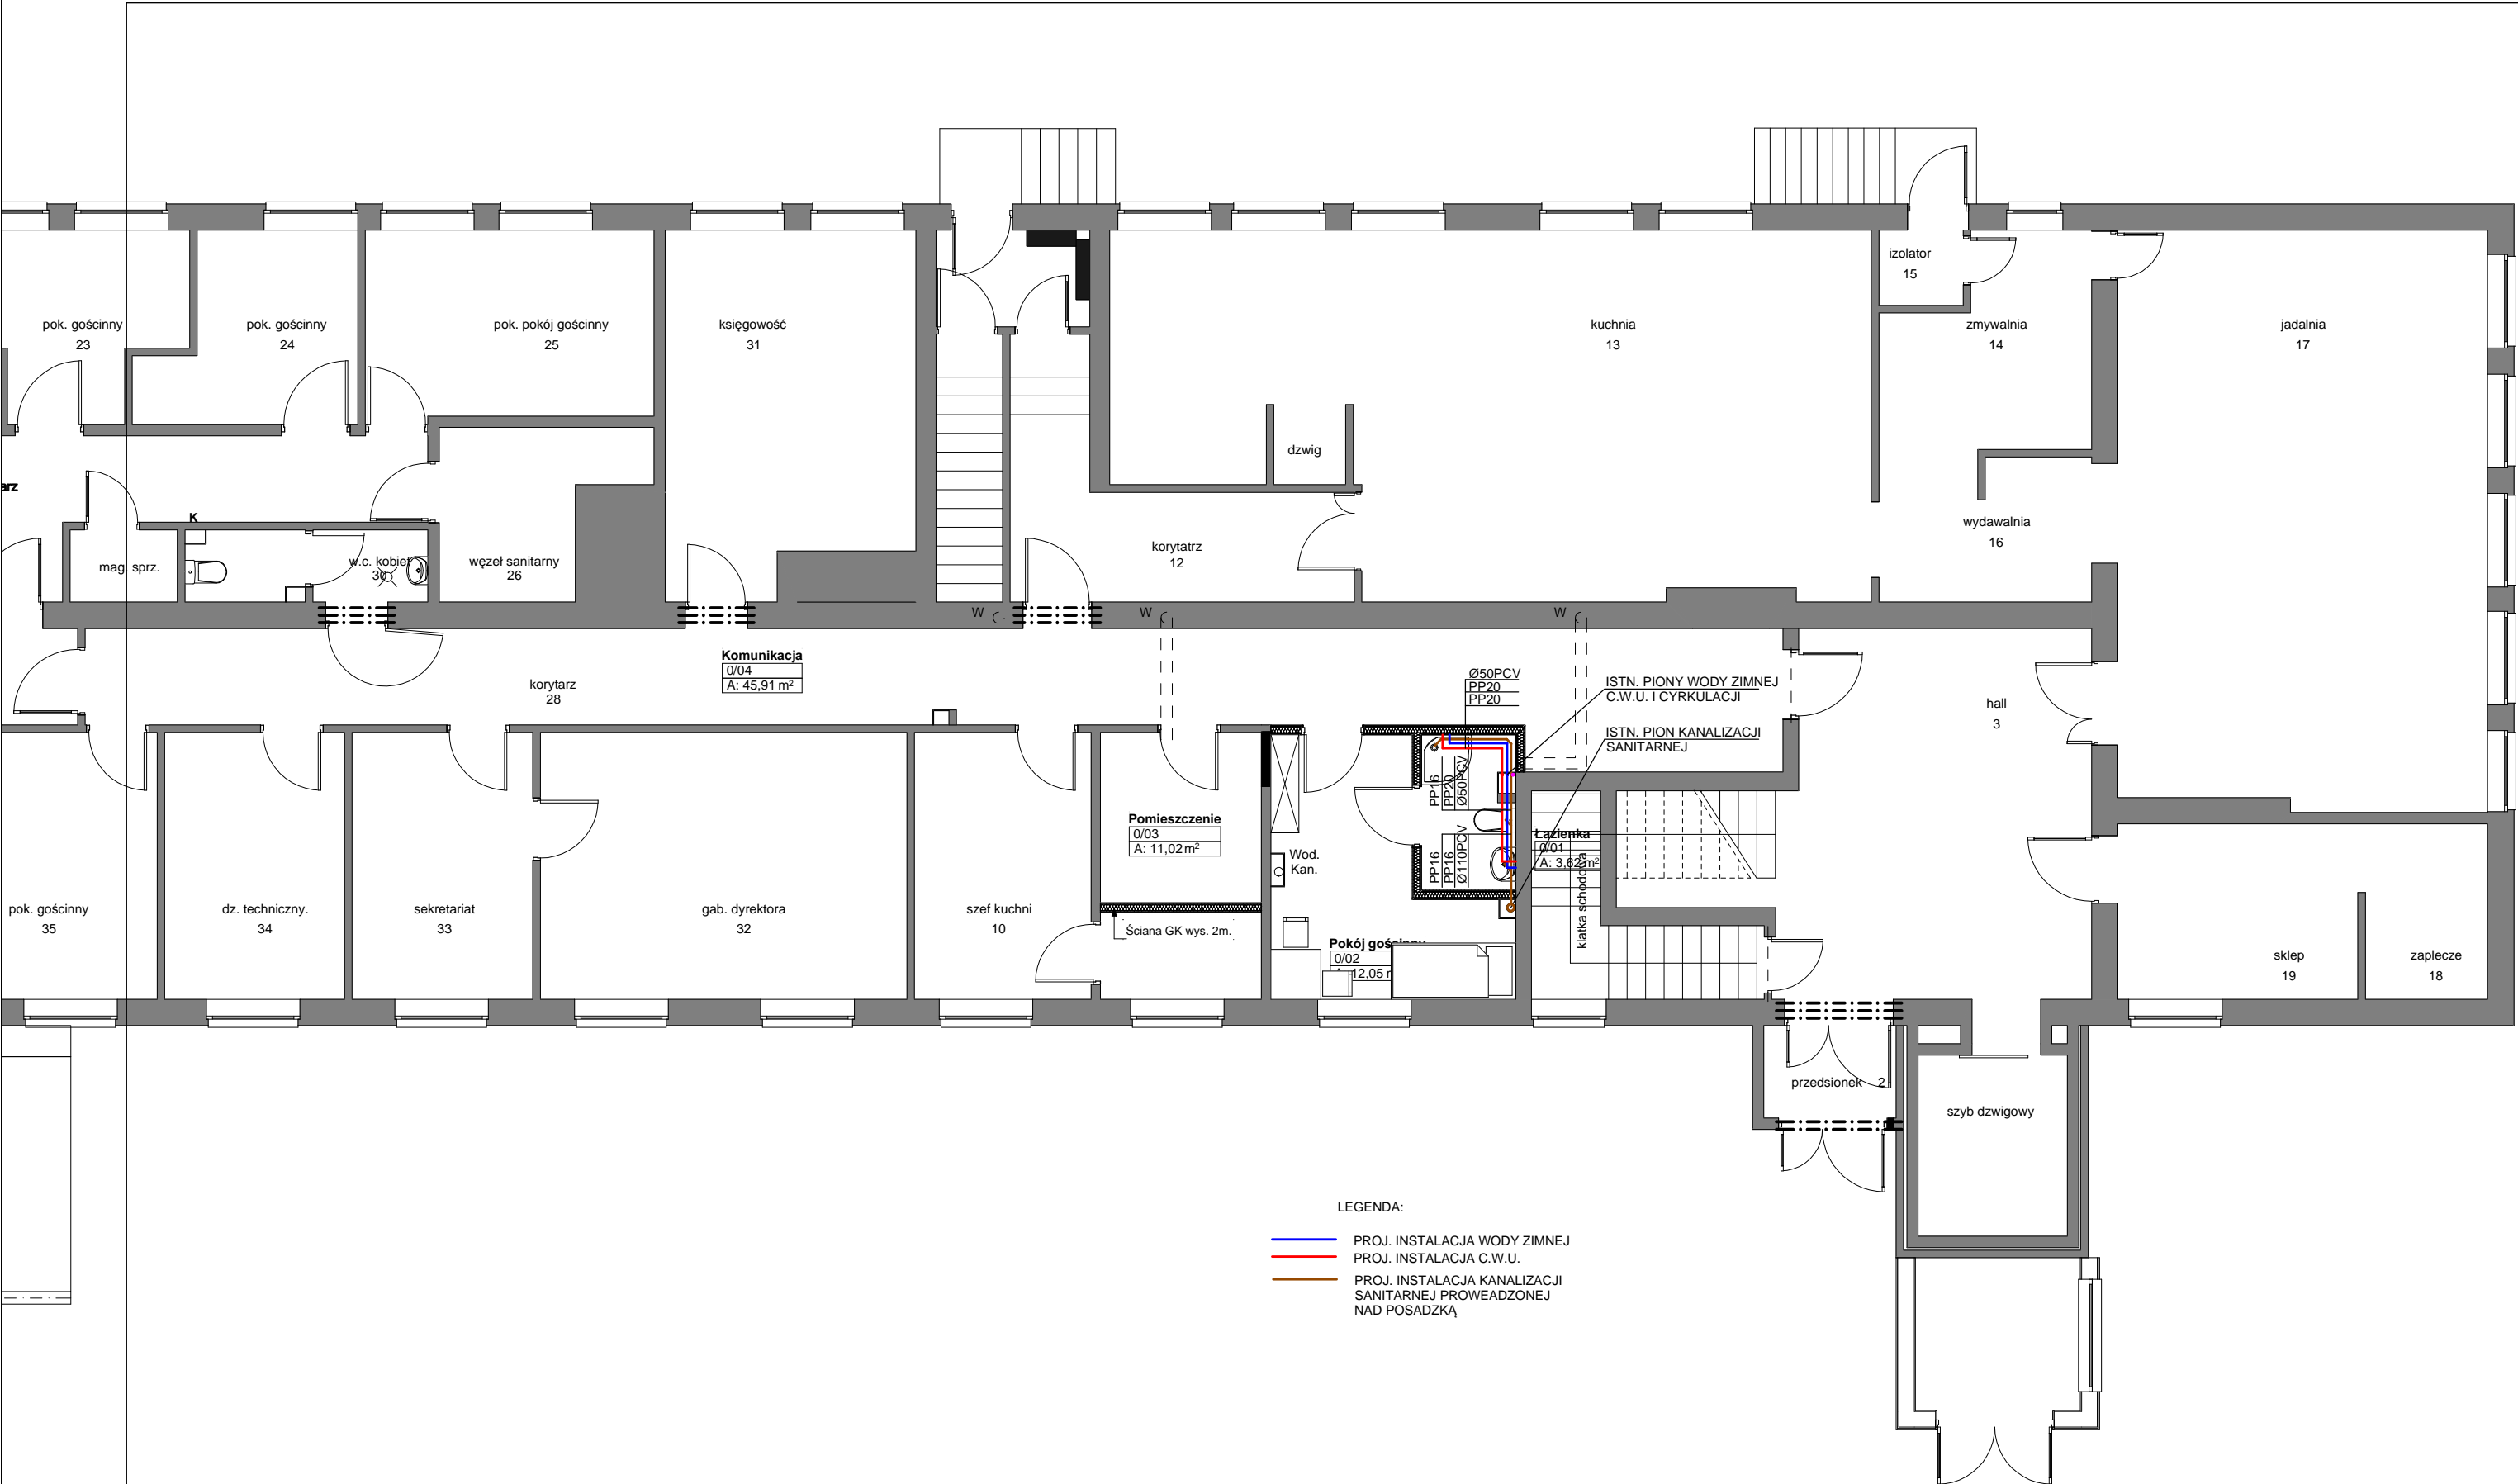 pok. gościnny
23
pok. gościnny
24
pok. pokój gościnny
25
księgowość
31
kuchnia
13
izolator
15
zmywalnia
14
jadalnia
17
dzwig
arz
K
mag. sprz.
w.c. kobiet
30
węzeł sanitarny
26
korytatrz
12
wydawalnia
16
W
W
W
Komunikacja
0/04
A: 45,91 m²
korytarz
28
Ø50PCV
PP20
PP20
ISTN. PIONY WODY ZIMNEJ
C.W.U. I CYRKULACJI
ISTN. PION KANALIZACJI
SANITARNEJ
hall
3
PP16
PP20
Ø50PCV
PP16
PP16
Ø110PCV
Pomieszczenie
0/03
A: 11,02 m²
Wod.
Kan.
Łazienka
0/01
A: 3,62 m²
klatka schodowa
pok. gościnny
35
dz. techniczny.
34
sekretariat
33
gab. dyrektora
32
szef kuchni
10
Ściana GK wys. 2m.
Pokój gościnny
0/02
12,05
sklep
19
zaplecze
18
przedsionek 2
szyb dzwigowy
LEGENDA:
PROJ. INSTALACJA WODY ZIMNEJ
PROJ. INSTALACJA C.W.U.
PROJ. INSTALACJA KANALIZACJI
SANITARNEJ PROWEADZONEJ
NAD POSADZKĄ